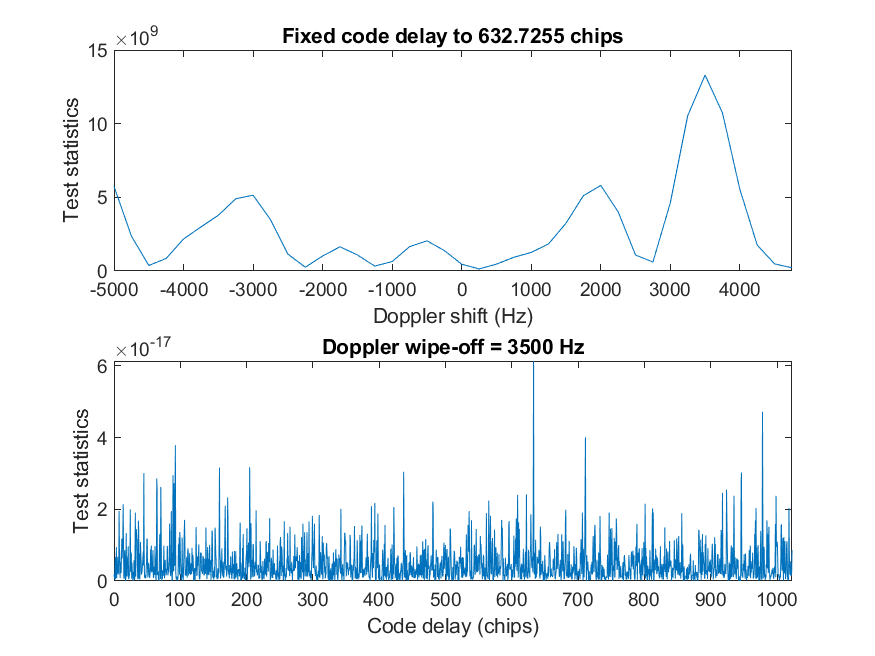 ×10^9
Fixed code delay to 632.7255 chips
15
10
5
0
Test statistics
-5000 -4000 -3000 -2000 -1000 0 1000 2000 3000 4000
Doppler shift (Hz)
×10^-17
Doppler wipe-off = 3500 Hz
6
4
2
0
Test statistics
0 100 200 300 400 500 600 700 800 900 1000
Code delay (chips)